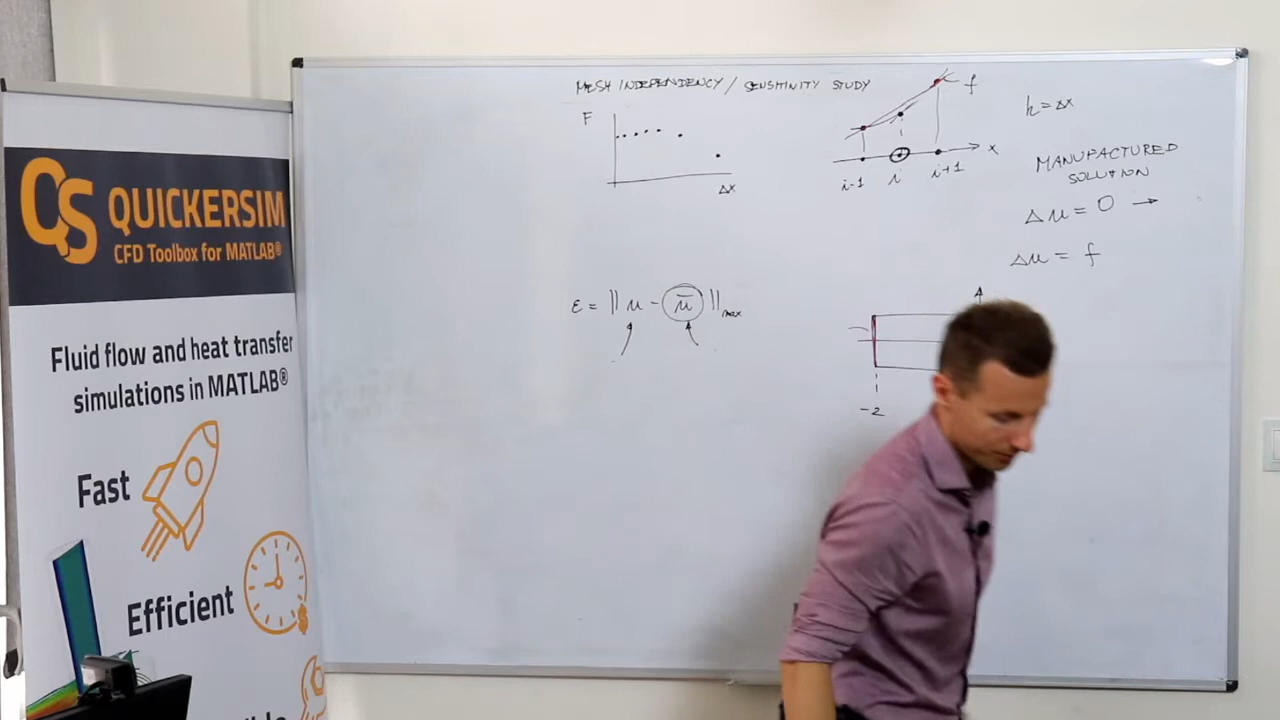 QS QUICKERSIM
CFD Toolbox for MATLAB®
Fluid flow and heat transfer
simulations in MATLAB®
Fast
Efficient
MESH INDEPENDENCY / SENSITIVITY STUDY
F
Δx
f
x
i-1 i i+1
h = Δx
MANUFACTURED
SOLUTION
Δu = 0 →
Δu = f
ε = || u - ū ||max
-2